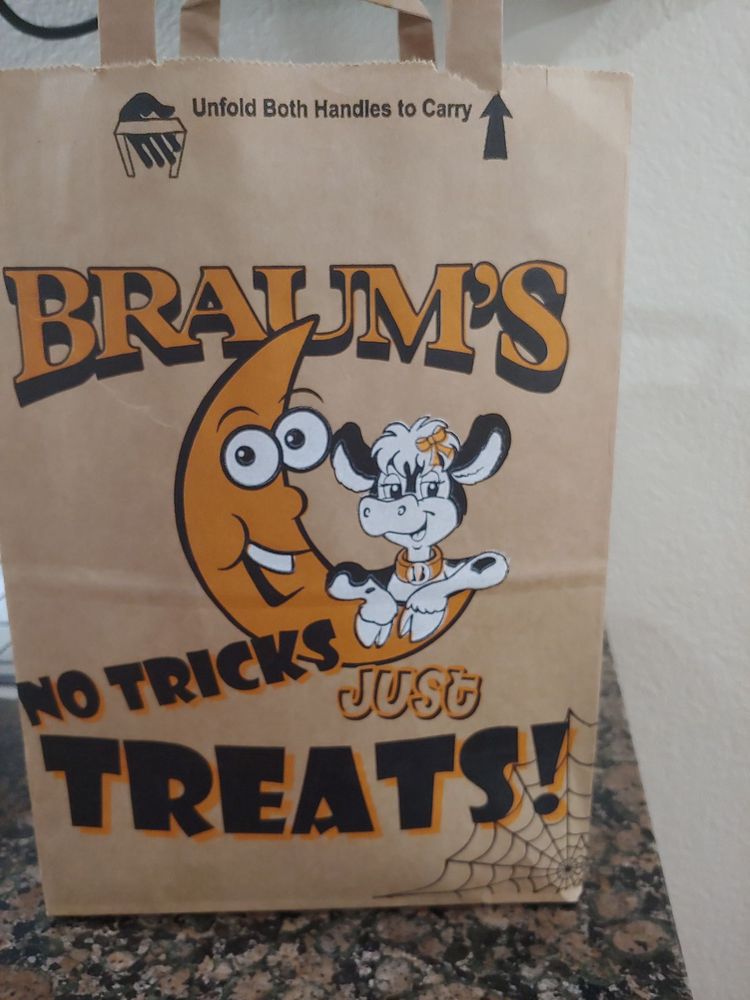 Unfold Both Handles to Carry
BRAUM'S
NO TRICKS
JUST
TREATS!